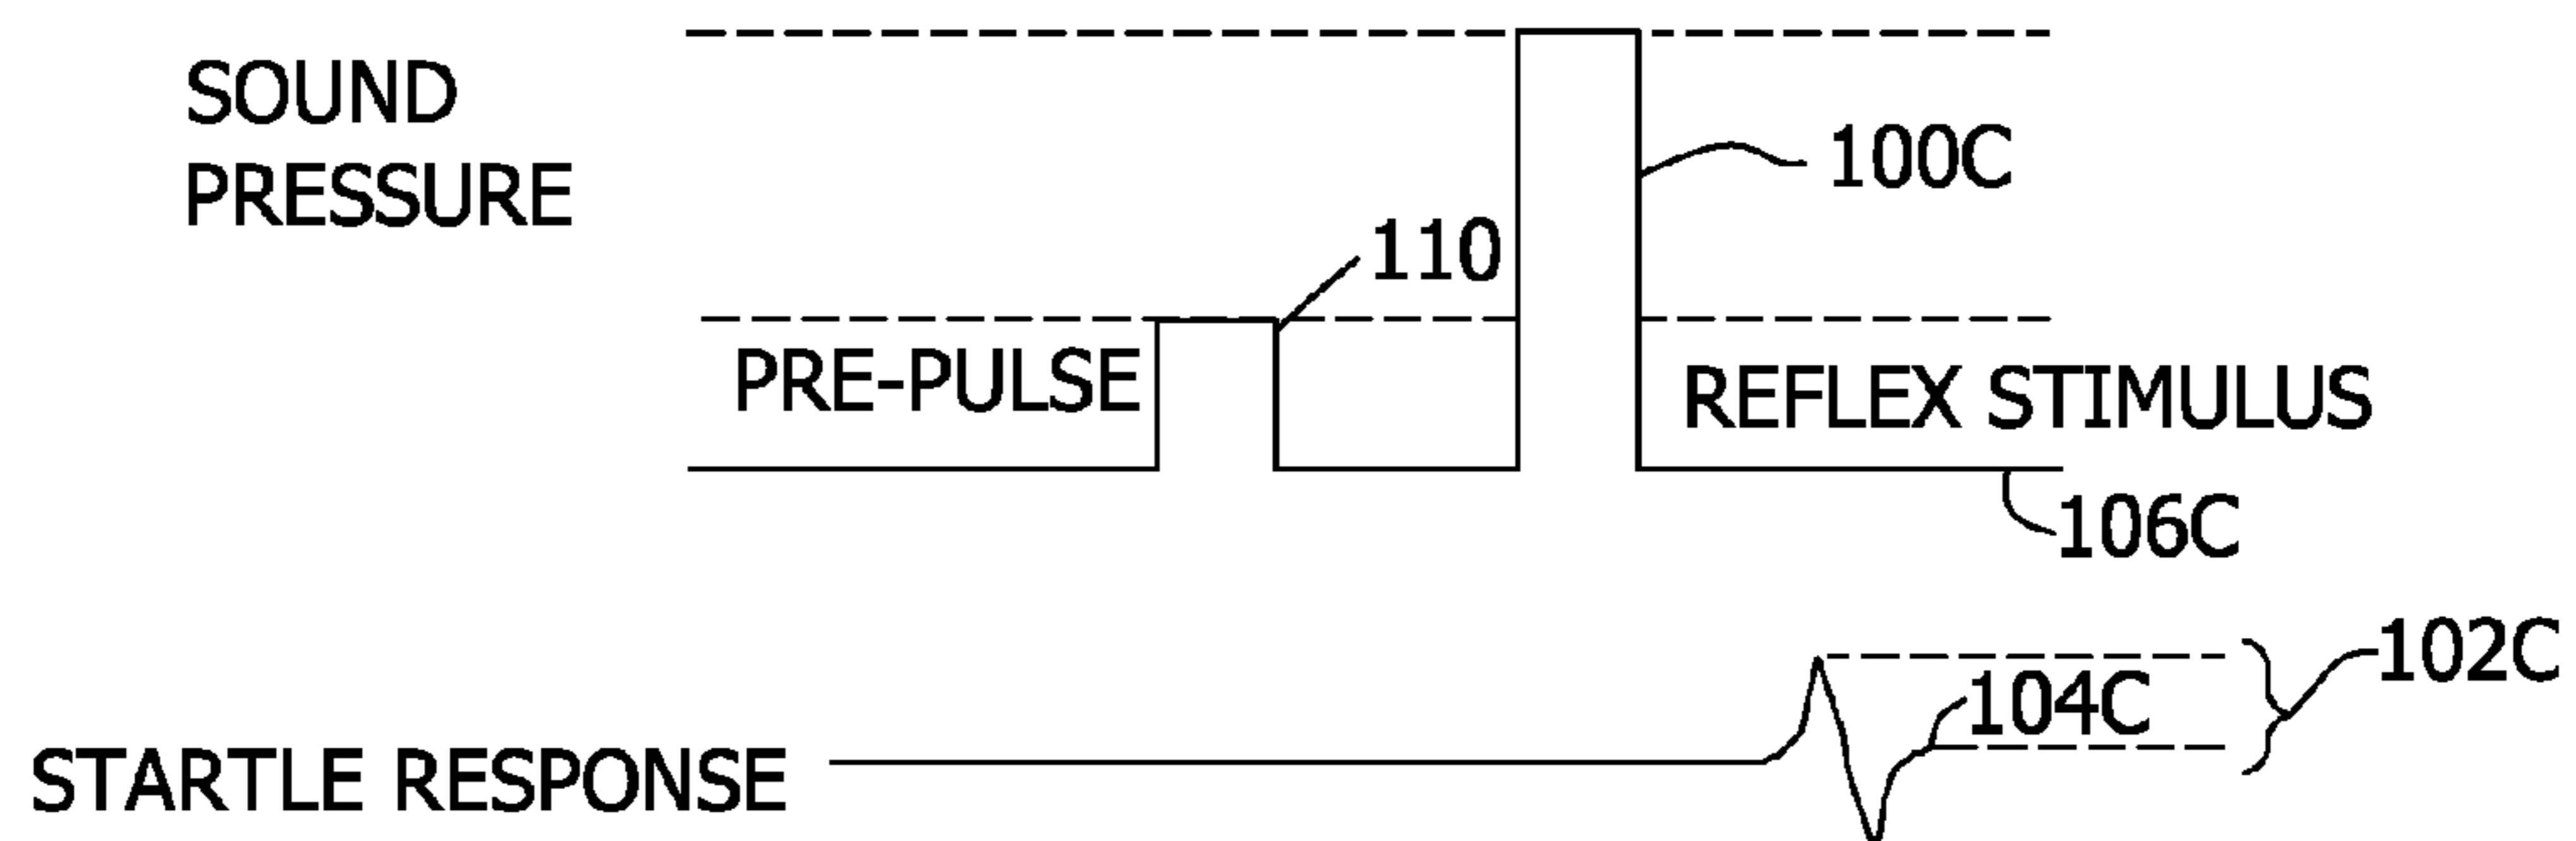 SOUND
PRESSURE
100C
110
PRE-PULSE
REFLEX STIMULUS
106C
102C
104C
STARTLE RESPONSE